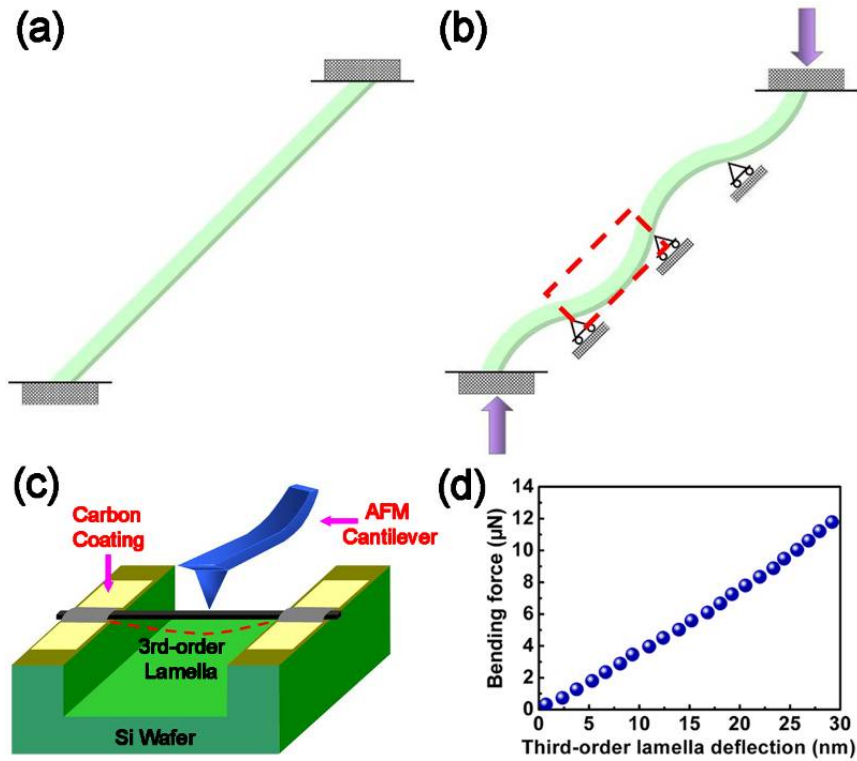 (a)
(b)
(c)
Carbon
Coating
AFM
Cantilever
3rd-order
Lamella
Si Wafer
(d)
Bending force (µN)
14
12
10
8
6
4
2
0
0 5 10 15 20 25 30
Third-order lamella deflection (nm)